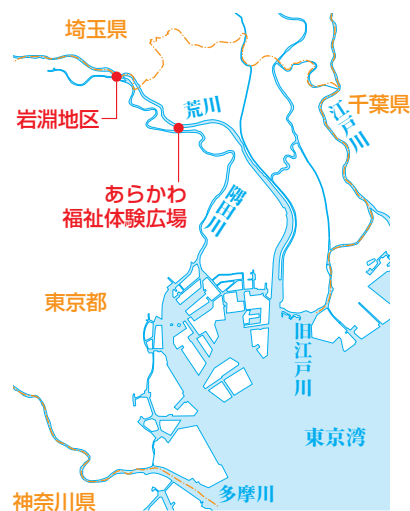 埼玉県
荒川
千葉県
江戸川
岩淵地区
あらかわ
福祉体験広場
隅田川
東京都
旧江戸川
東京湾
多摩川
神奈川県